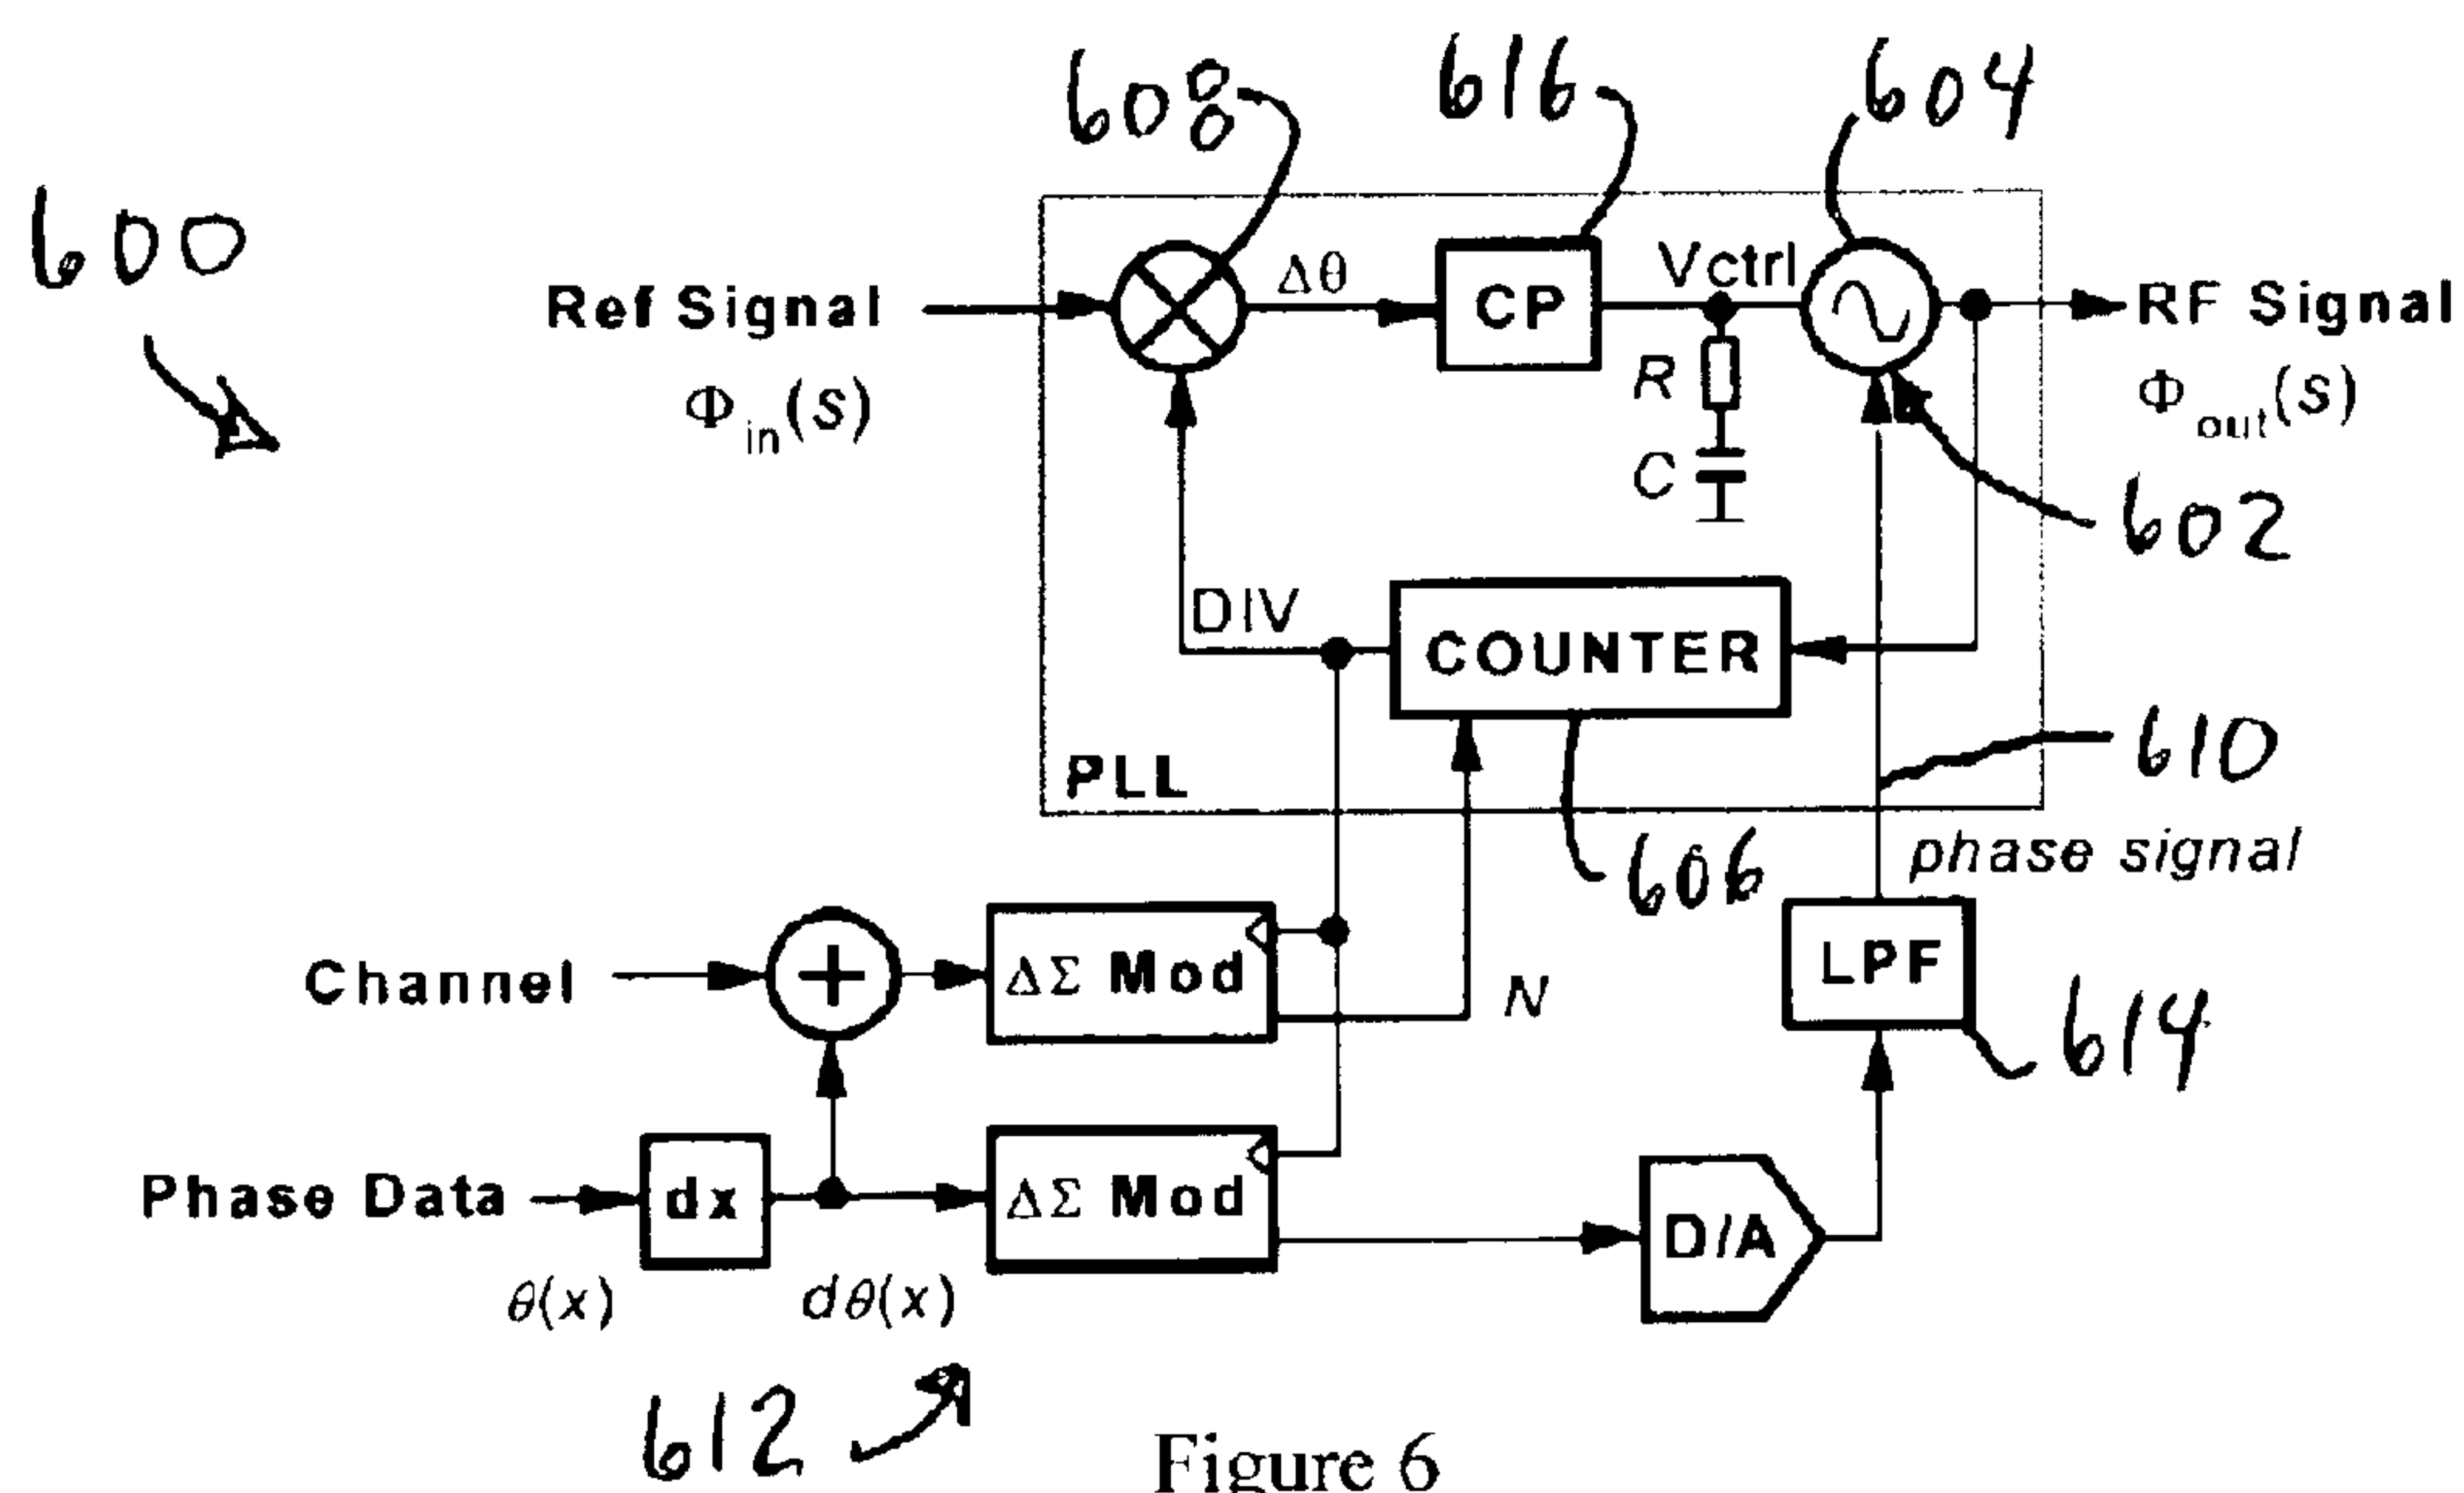 608 616 604
600
Ref Signal
Φin(s)
Δθ
CP
Vctrl
RF Signal
Φout(s)
R
C
602
DIV
COUNTER
610
PLL
606
phase signal
Channel
+
ΔΣ Mod
N
LPF
614
Phase Data
dx
ΔΣ Mod
D/A
θ(x)
dθ(x)
612
Figure 6